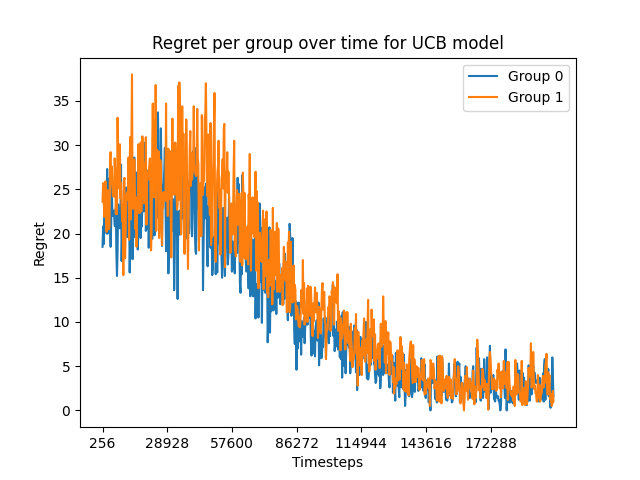 Regret per group over time for UCB model
Group 0
Group 1
35
30
25
20
15
10
5
0
Regret
256 28928 57600 86272 114944 143616 172288
Timesteps